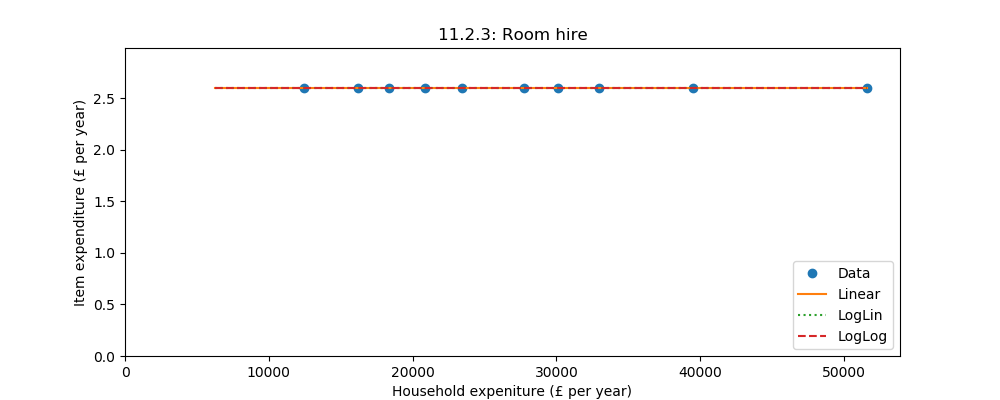 11.2.3: Room hire
Item expenditure (£ per year)
2.5
2.0
1.5
1.0
0.5
0.0
0 10000 20000 30000 40000 50000
Household expeniture (£ per year)
Data
Linear
LogLin
LogLog